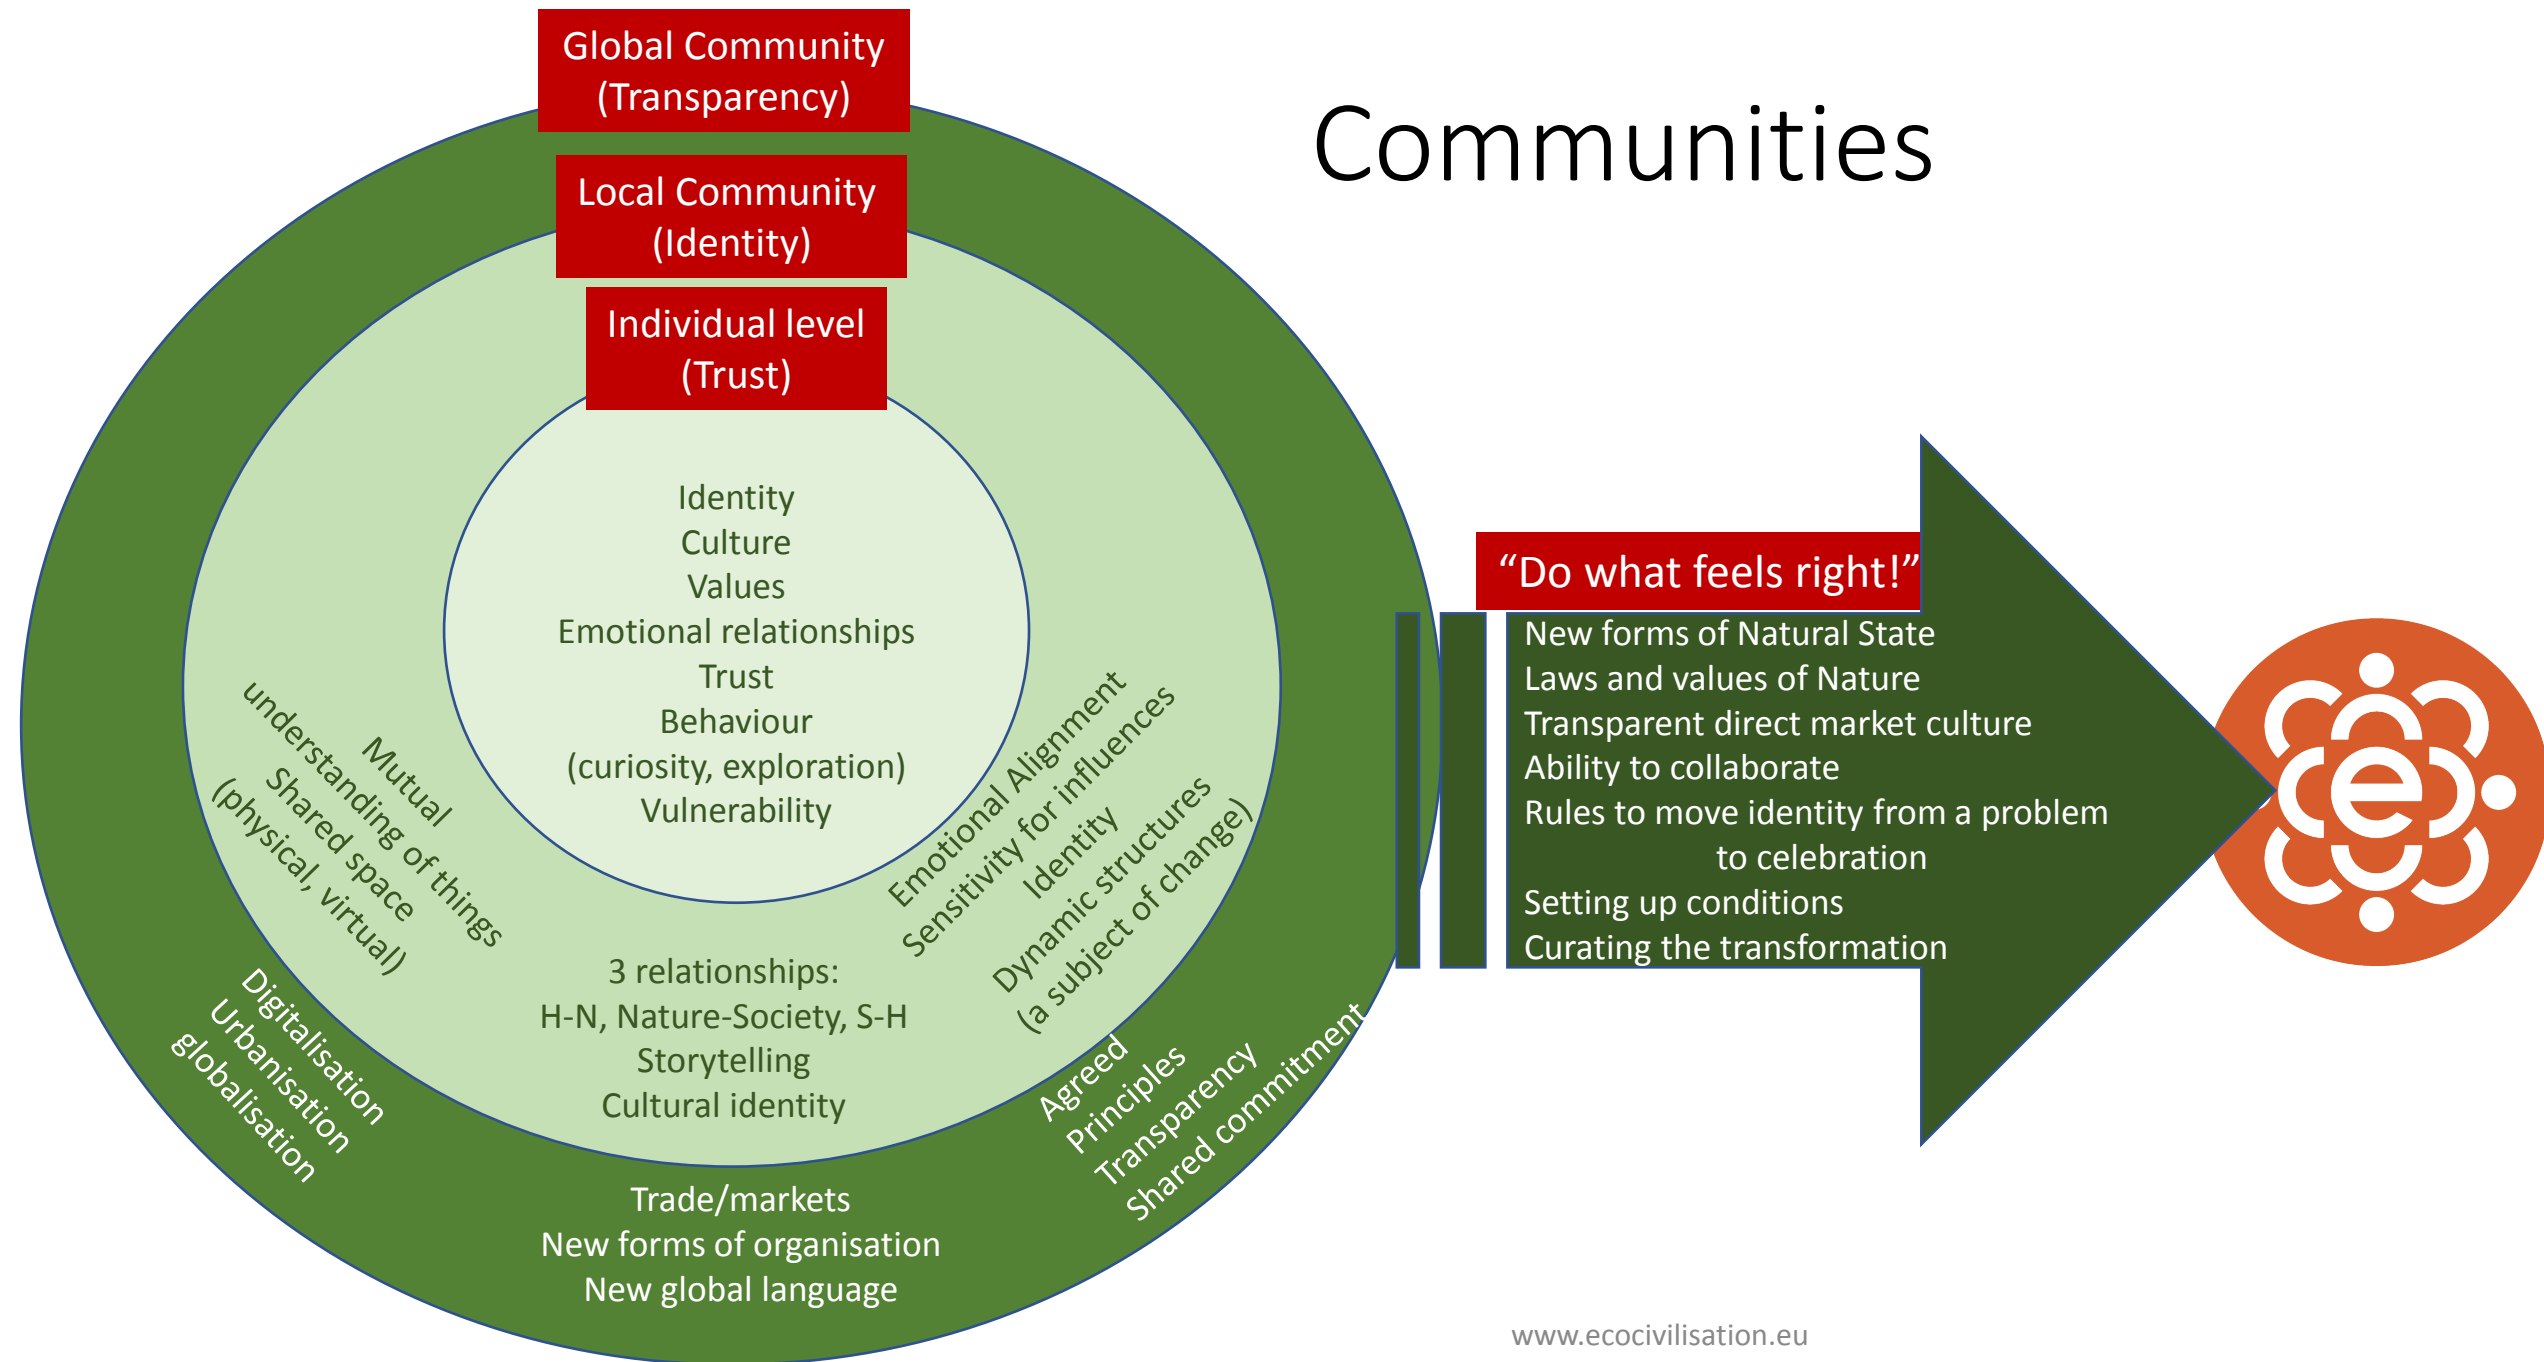 Global Community
(Transparency)
Communities
Local Community
(Identity)
Individual level
(Trust)
Identity
Culture
Values
Emotional relationships
Trust
Behaviour
(curiosity, exploration)
Vulnerability
Mutual
understanding of things
Shared space
(physical, virtual)
Emotional Alignment
Sensitivity for influences
Identity
Dynamic structures
(a subject of change)
3 relationships:
H-N, Nature-Society, S-H
Storytelling
Cultural identity
Digitalisation
Urbanisation
globalisation
Agreed
Principles
Transparency
Shared commitment
Trade/markets
New forms of organisation
New global language
“Do what feels right!”
New forms of Natural State
Laws and values of Nature
Transparent direct market culture
Ability to collaborate
Rules to move identity from a problem
to celebration
Setting up conditions
Curating the transformation
e
www.ecocivilisation.eu